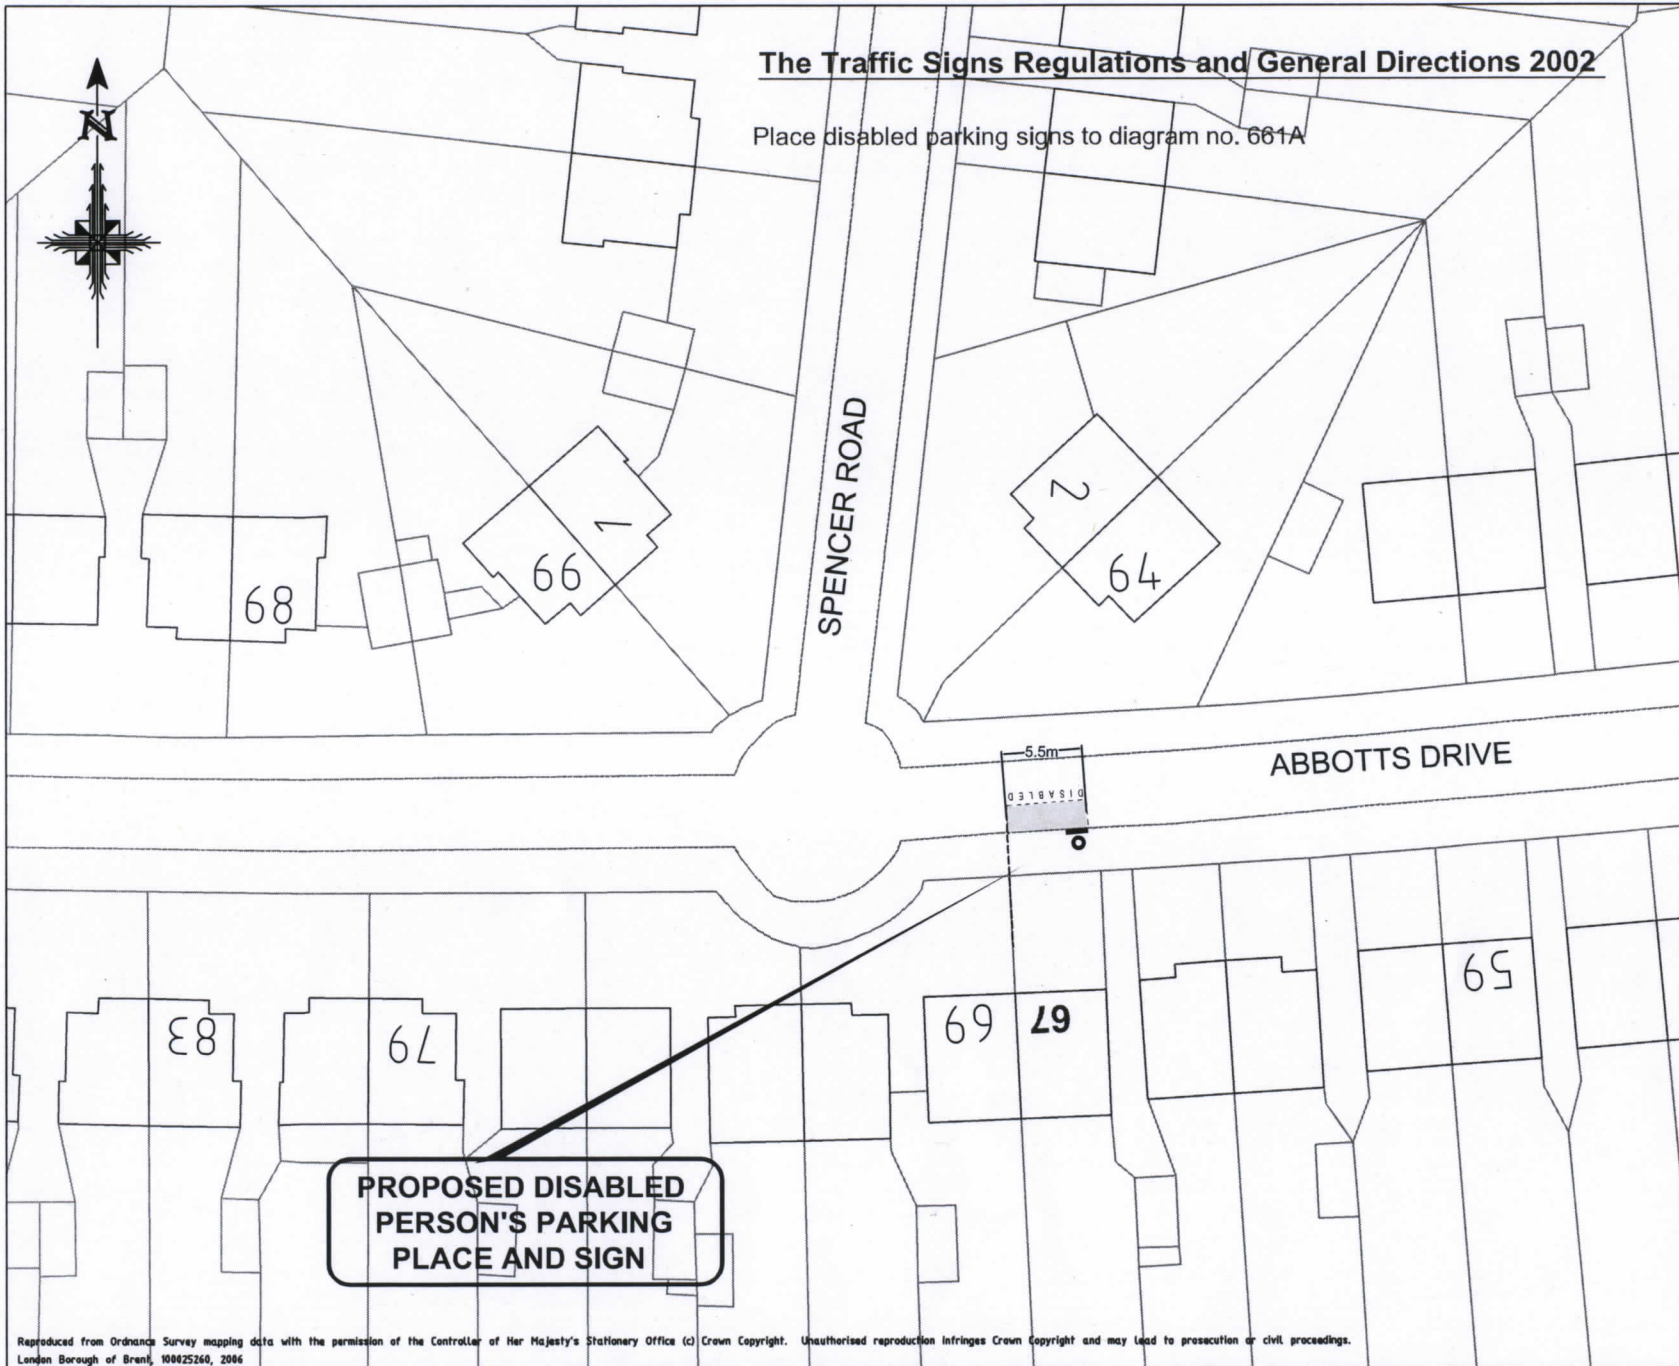 The Traffic Signs Regulations and General Directions 2002
Place disabled parking signs to diagram no. 661A
N
SPENCER ROAD
2
1
66
64
68
ABBOTTS DRIVE
5.5m
DISABLED
59
69
67
83
79
PROPOSED DISABLED
PERSON'S PARKING
PLACE AND SIGN
Reproduced from Ordnance Survey mapping data with the permission of the Controller of Her Majesty's Stationery Office (c) Crown Copyright. Unauthorised reproduction infringes Crown Copyright and may lead to prosecution or civil proceedings.
London Borough of Brent, 100025260, 2006